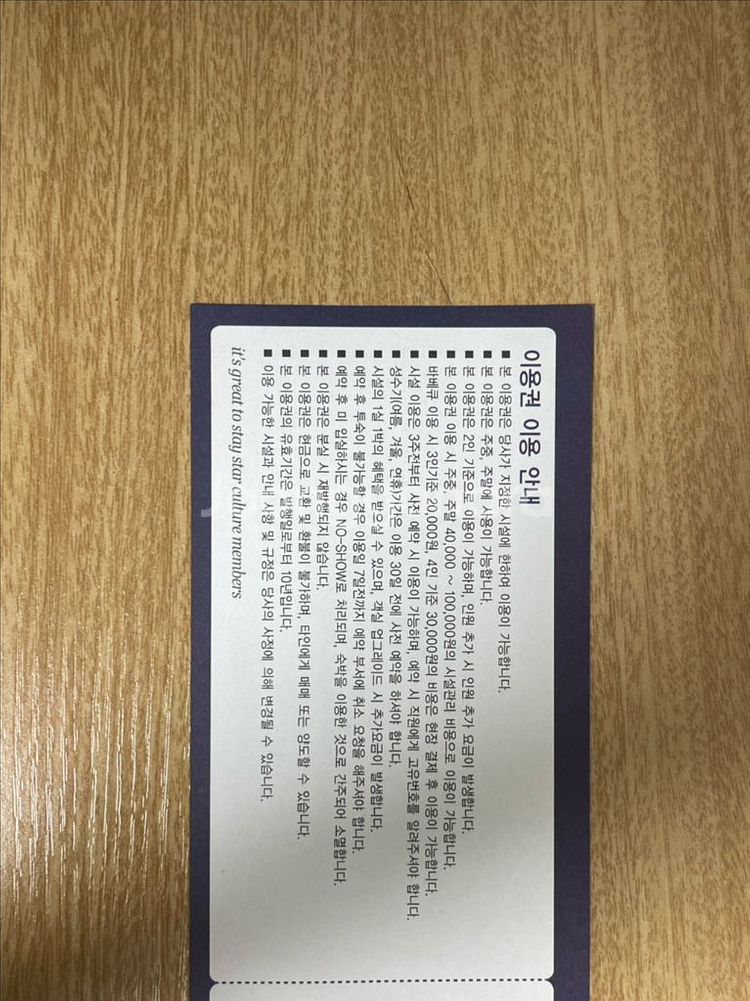 이용권 이용 안내
■ 본 이용권은 당사가 지정한 시설에 한하여 이용이 가능합니다.
■ 본 이용권은 주중, 주말에 사용이 가능합니다.
■ 본 이용권은 2인 기준으로 이용이 가능하며, 인원 추가 시 인원 추가 요금이 발생합니다.
■ 본 이용권 이용 시 주중, 주말 40,000 ~ 100,000원의 시설관리 비용으로 이용이 가능합니다.
■ 바베큐 이용 시 3인기준 20,000원, 4인 기준 30,000원의 비용은 현장 결제 후 이용이 가능합니다.
■ 시설 이용은 3주전부터 사전 예약 시 이용이 가능하며, 예약 시 직원에게 고유번호를 알려주셔야 합니다.
■ 성수기(여름, 겨울, 연휴)기간은 이용 30일 전에 사전 예약을 하셔야 합니다.
■ 시설의 1실 1박의 혜택을 받으실 수 있으며, 객실 업그레이드 시 추가요금이 발생합니다.
■ 예약 후 투숙이 불가능할 경우 이용일 7일전까지 예약 부서에 취소 요청을 해주셔야 합니다.
■ 예약 후 미 입실하시는 경우 NO-SHOW로 처리되며, 숙박을 이용한 것으로 간주되어 소멸합니다.
■ 본 이용권은 분실 시 재발행되지 않습니다.
■ 본 이용권은 현금으로 교환 및 환불이 불가하며, 타인에게 매매 또는 양도할 수 있습니다.
■ 본 이용권의 유효기간은 발행일로부터 10년입니다.
■ 이용 가능한 시설과 안내 사항 및 규정은 당사의 사정에 의해 변경될 수 있습니다.
it's great to stay star culture members.